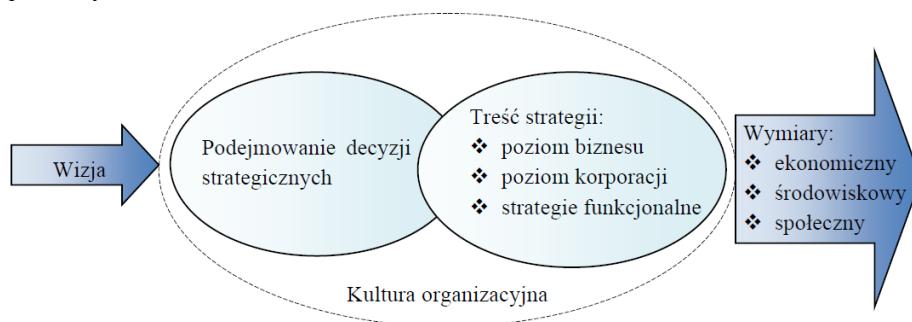 Wizja
Podejmowanie decyzji
strategicznych
Treść strategii:
❖ poziom biznesu
❖ poziom korporacji
❖ strategie funkcjonalne
Wymiary:
❖ ekonomiczny
❖ środowiskowy
❖ społeczny
Kultura organizacyjna